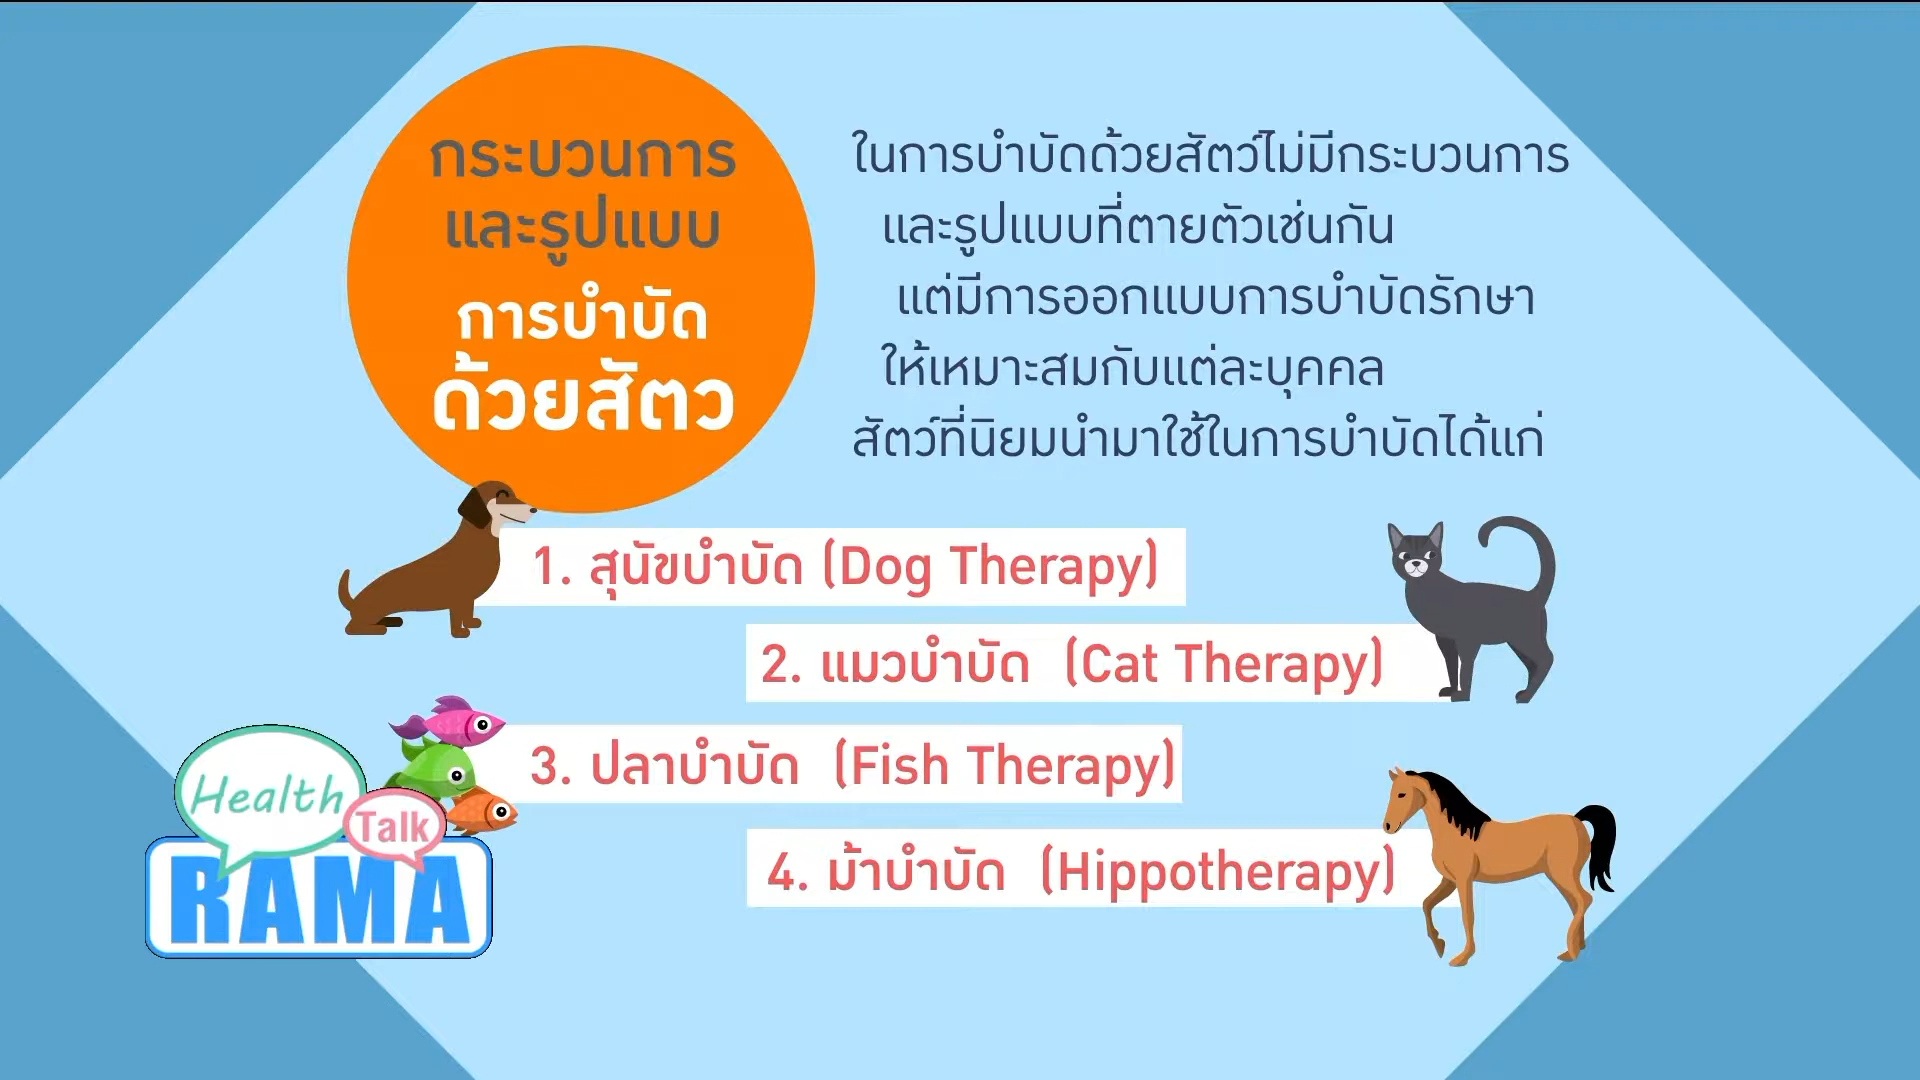 กระบวนการ
และรูปแบบ
การบำบัด
ด้วยสัตว
ในการบำบัดด้วยสัตว์ไม่มีกระบวนการ
และรูปแบบที่ตายตัวเช่นกัน
แต่มีการออกแบบการบำบัดรักษา
ให้เหมาะสมกับแต่ละบุคคล
สัตว์ที่นิยมนำมาใช้ในการบำบัดได้แก่
1. สุนัขบำบัด (Dog Therapy)
2. แมวบำบัด (Cat Therapy)
3. ปลาบำบัด (Fish Therapy)
4. ม้าบำบัด (Hippotherapy)
Health
Talk
RAMA